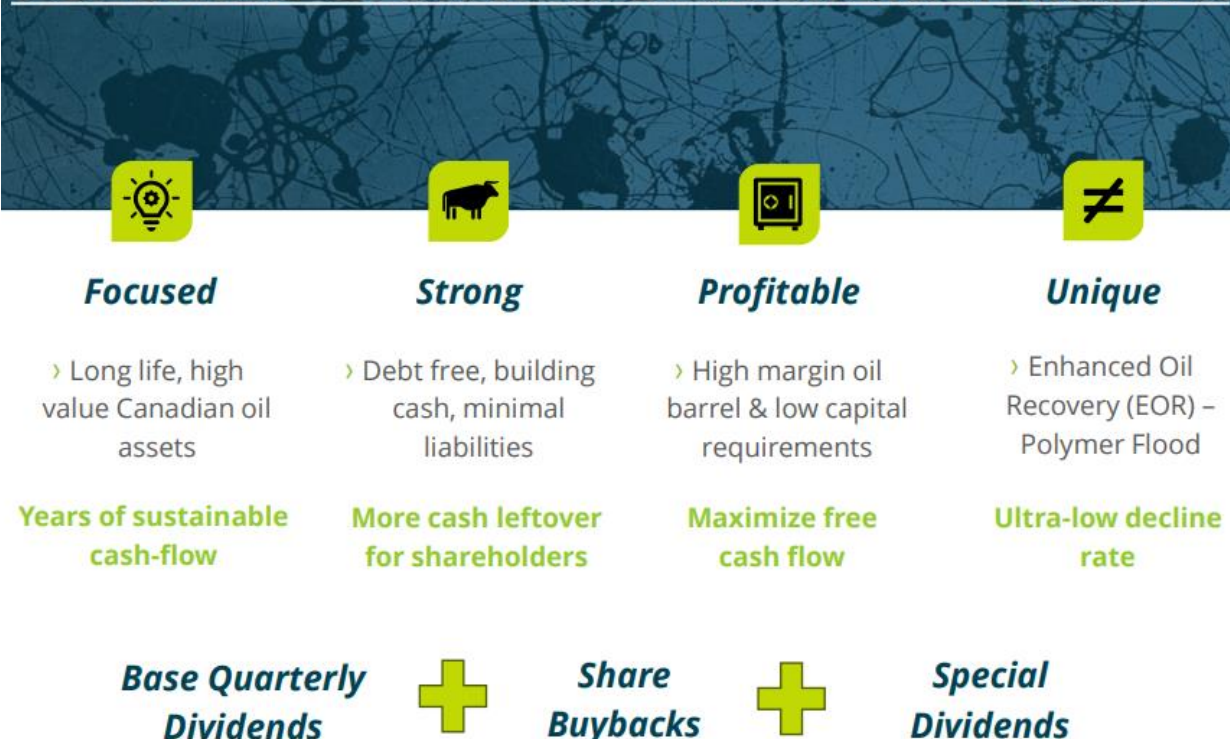 Focused
Strong
Profitable
Unique
› Long life, high
value Canadian oil
assets
› Debt free, building
cash, minimal
liabilities
› High margin oil
barrel & low capital
requirements
› Enhanced Oil
Recovery (EOR) –
Polymer Flood
Years of sustainable
cash-flow
More cash leftover
for shareholders
Maximize free
cash flow
Ultra-low decline
rate
Base Quarterly
Dividends
Share
Buybacks
Special
Dividends